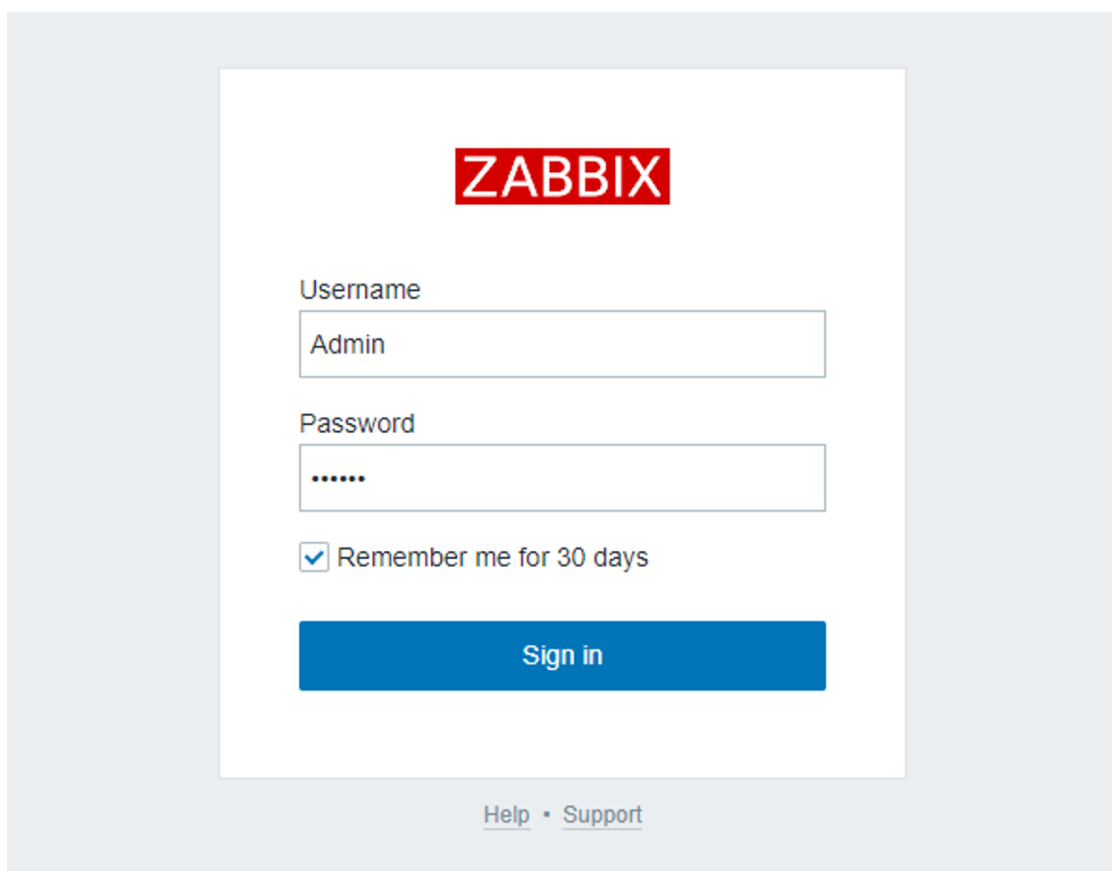 ZABBIX
Username
Admin
Password
••••••
Remember me for 30 days
Sign in
Help • Support